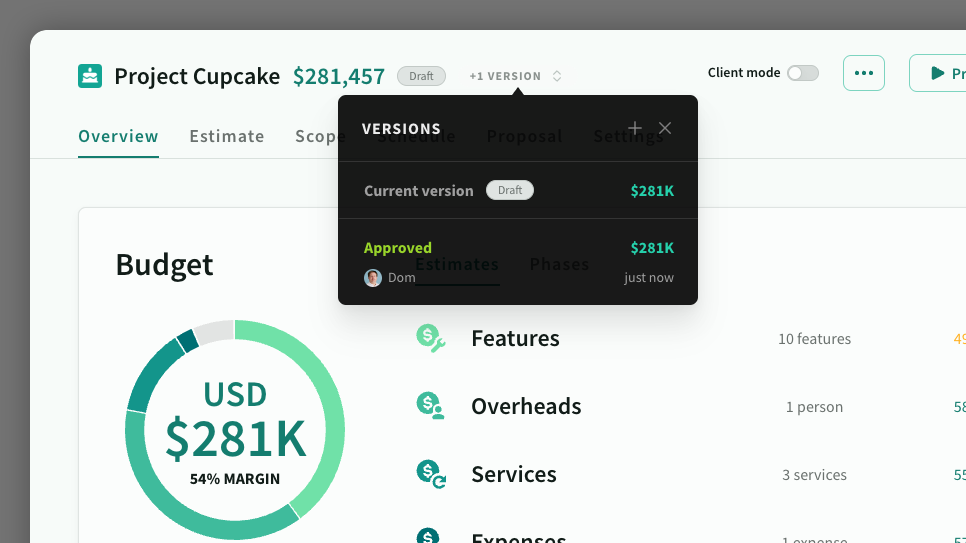 Project Cupcake $281,457 Draft +1 VERSION Client mode Pr
Overview Estimate Scope Schedule Proposal Settings
VERSIONS
Current version Draft $281K
Approved $281K
Dom just now
Budget
Estimates Phases
USD
$281K
54% MARGIN
Features 10 features 49
Overheads 1 person 58
Services 3 services 55
Expenses 1 expense 57